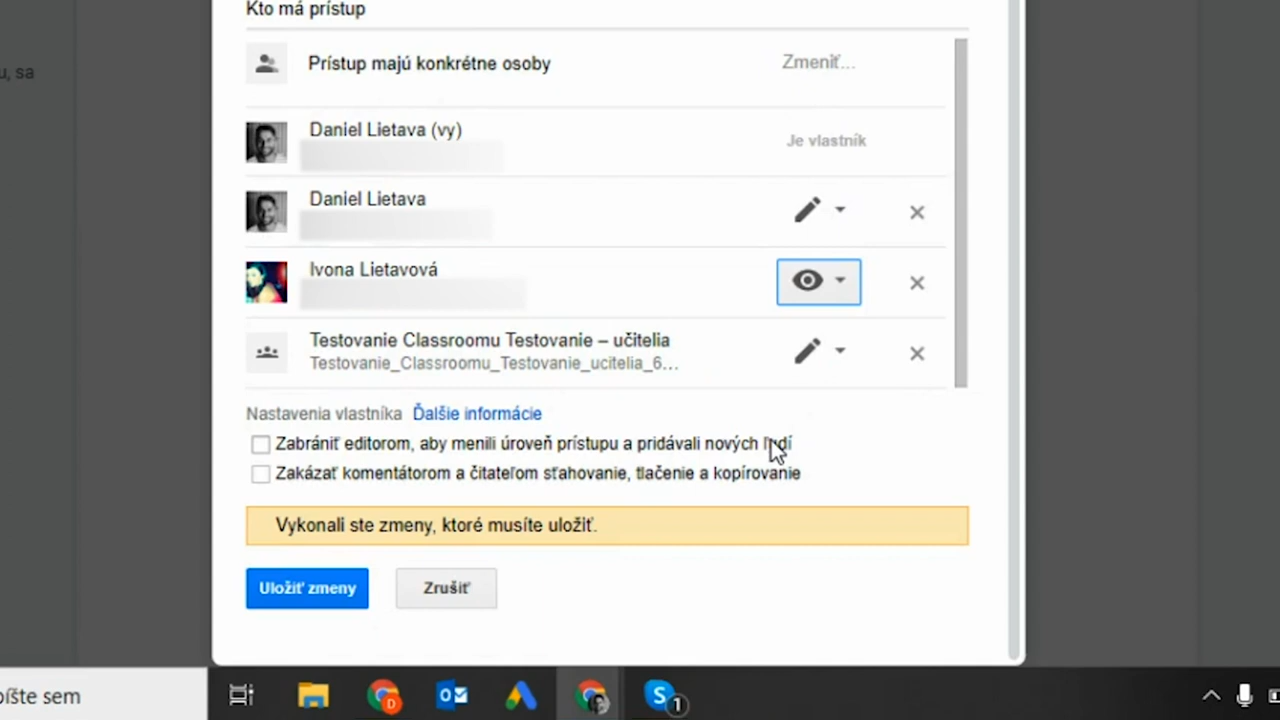 Kto má prístup
u, sa
Prístup majú konkrétne osoby
Zmeniť...
Daniel Lietava (vy)
Je vlastník
Daniel Lietava
Ivona Lietavová
Testovanie Classroomu Testovanie – učitelia
Testovanie_Classroomu_Testovanie_ucitelia_6...
Nastavenia vlastníka Ďalšie informácie
Zabrániť editorom, aby menili úroveň prístupu a pridávali nových ľudí
Zakázať komentátorom a čitateľom sťahovanie, tlačenie a kopírovanie
Vykonali ste zmeny, ktoré musíte uložiť.
Uložiť zmeny
Zrušiť
píšte sem
D
1